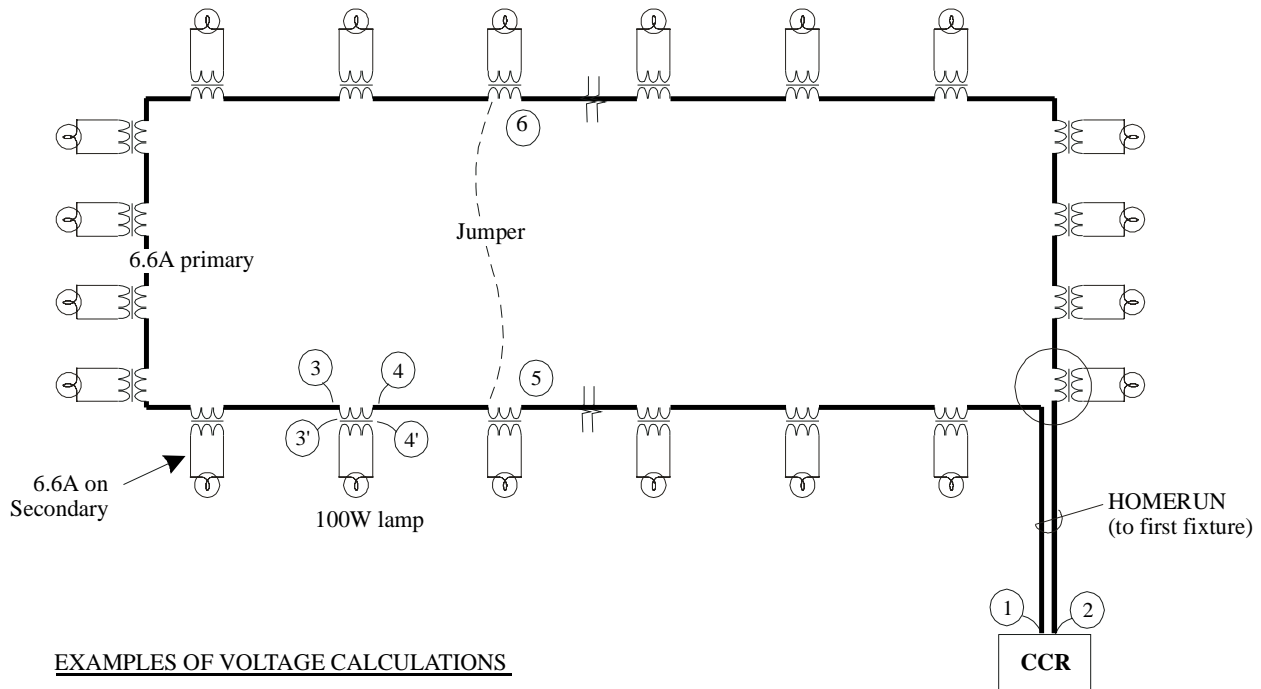 6
Jumper
6.6A primary
3
4
5
3'
4'
6.6A on
Secondary
100W lamp
HOMERUN
(to first fixture)
1
2
CCR
EXAMPLES OF VOLTAGE CALCULATIONS